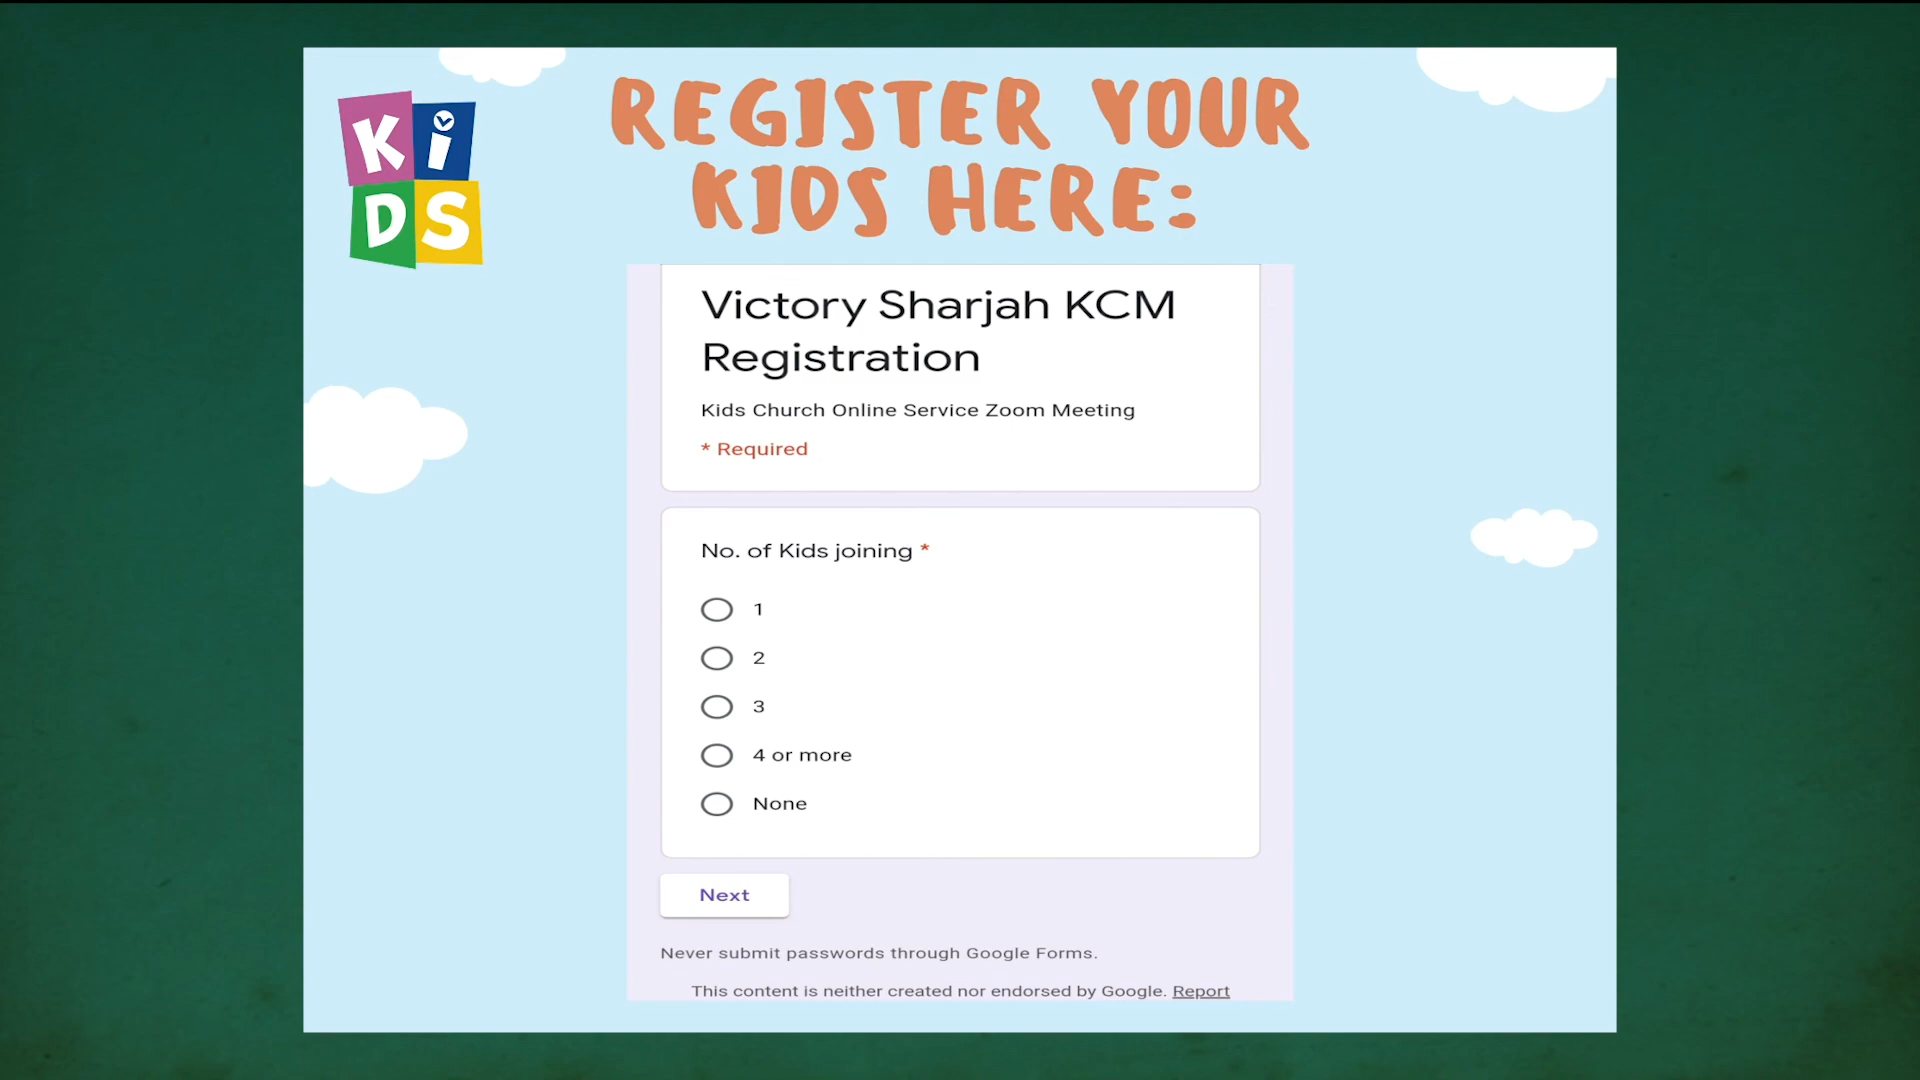 KiDS
REGISTER YOUR
KIDS HERE:
Victory Sharjah KCM
Registration
Kids Church Online Service Zoom Meeting
* Required
No. of Kids joining *
1
2
3
4 or more
None
Next
Never submit passwords through Google Forms.
This content is neither created nor endorsed by Google. Report